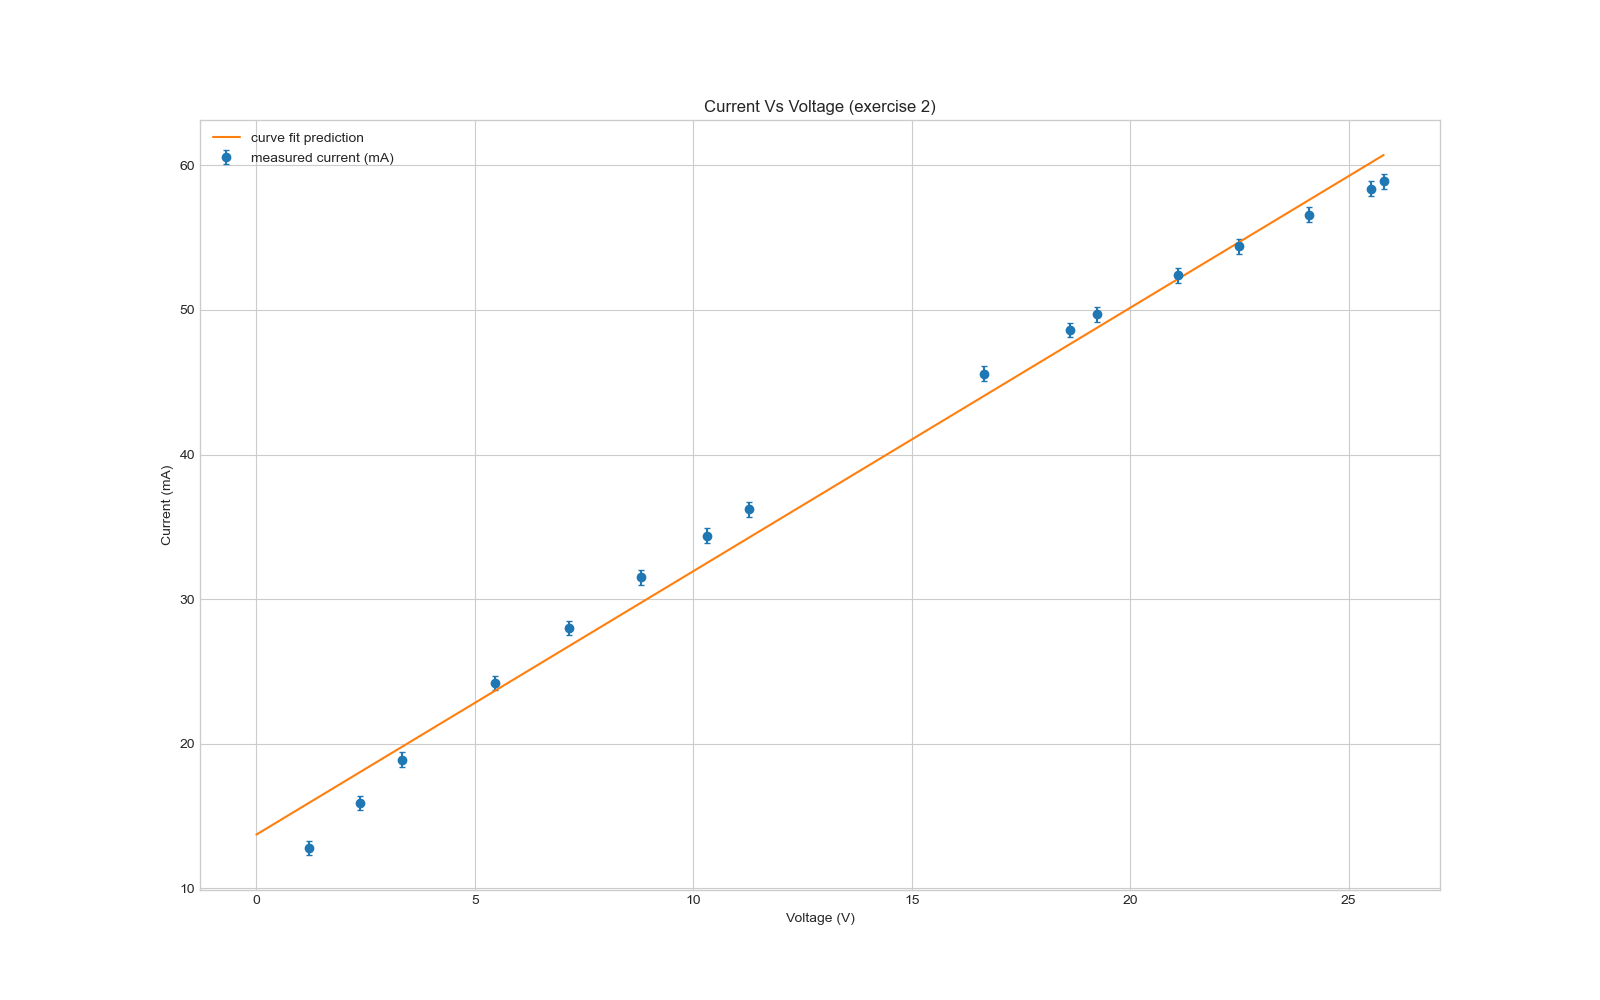 Current Vs Voltage (exercise 2)
curve fit prediction
measured current (mA)
60
50
40
30
20
10
Current (mA)
0 5 10 15 20 25
Voltage (V)